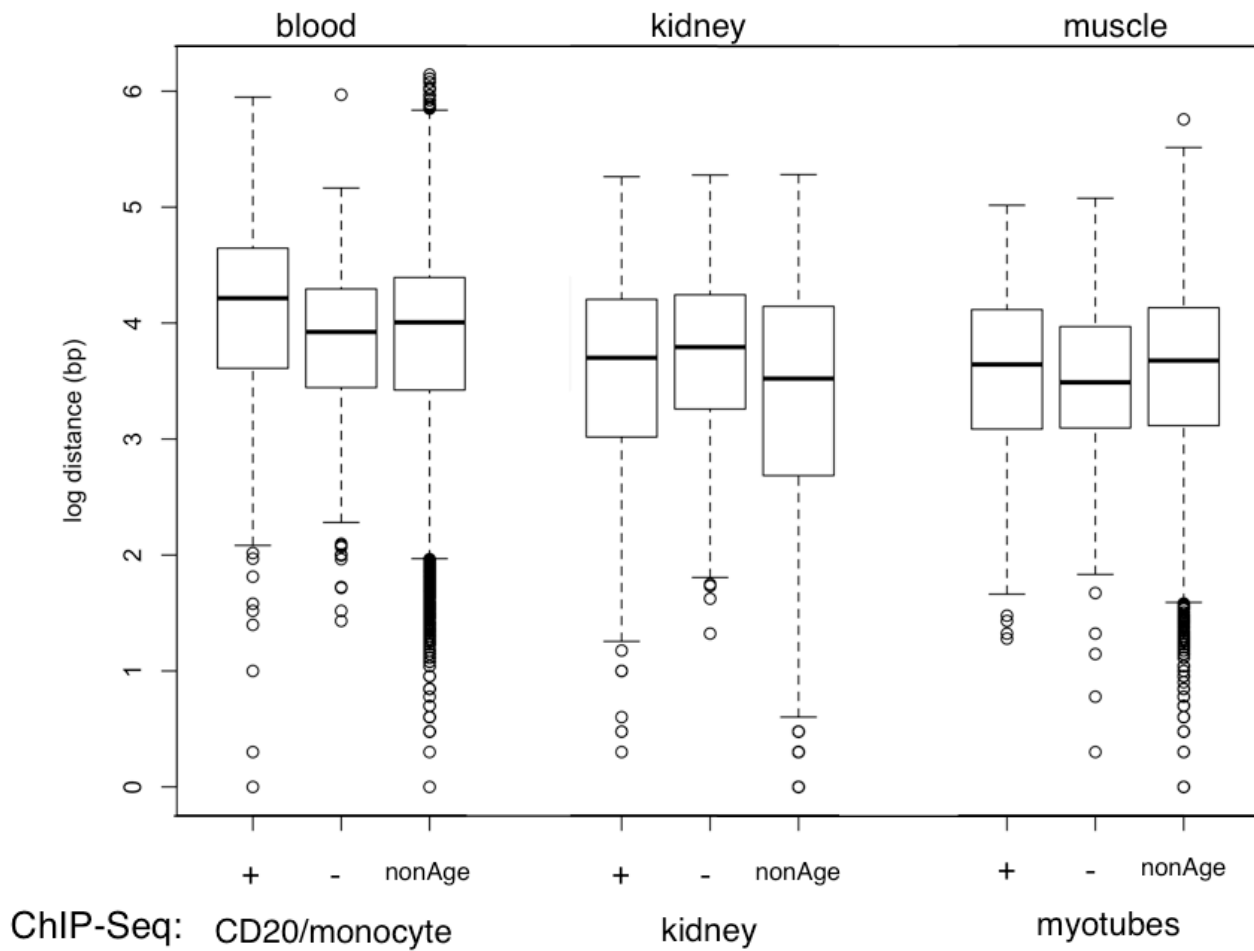 blood kidney muscle
6
5
4
3
2
1
0
log distance (bp)
+ - nonAge + - nonAge + - nonAge
ChIP-Seq: CD20/monocyte kidney myotubes